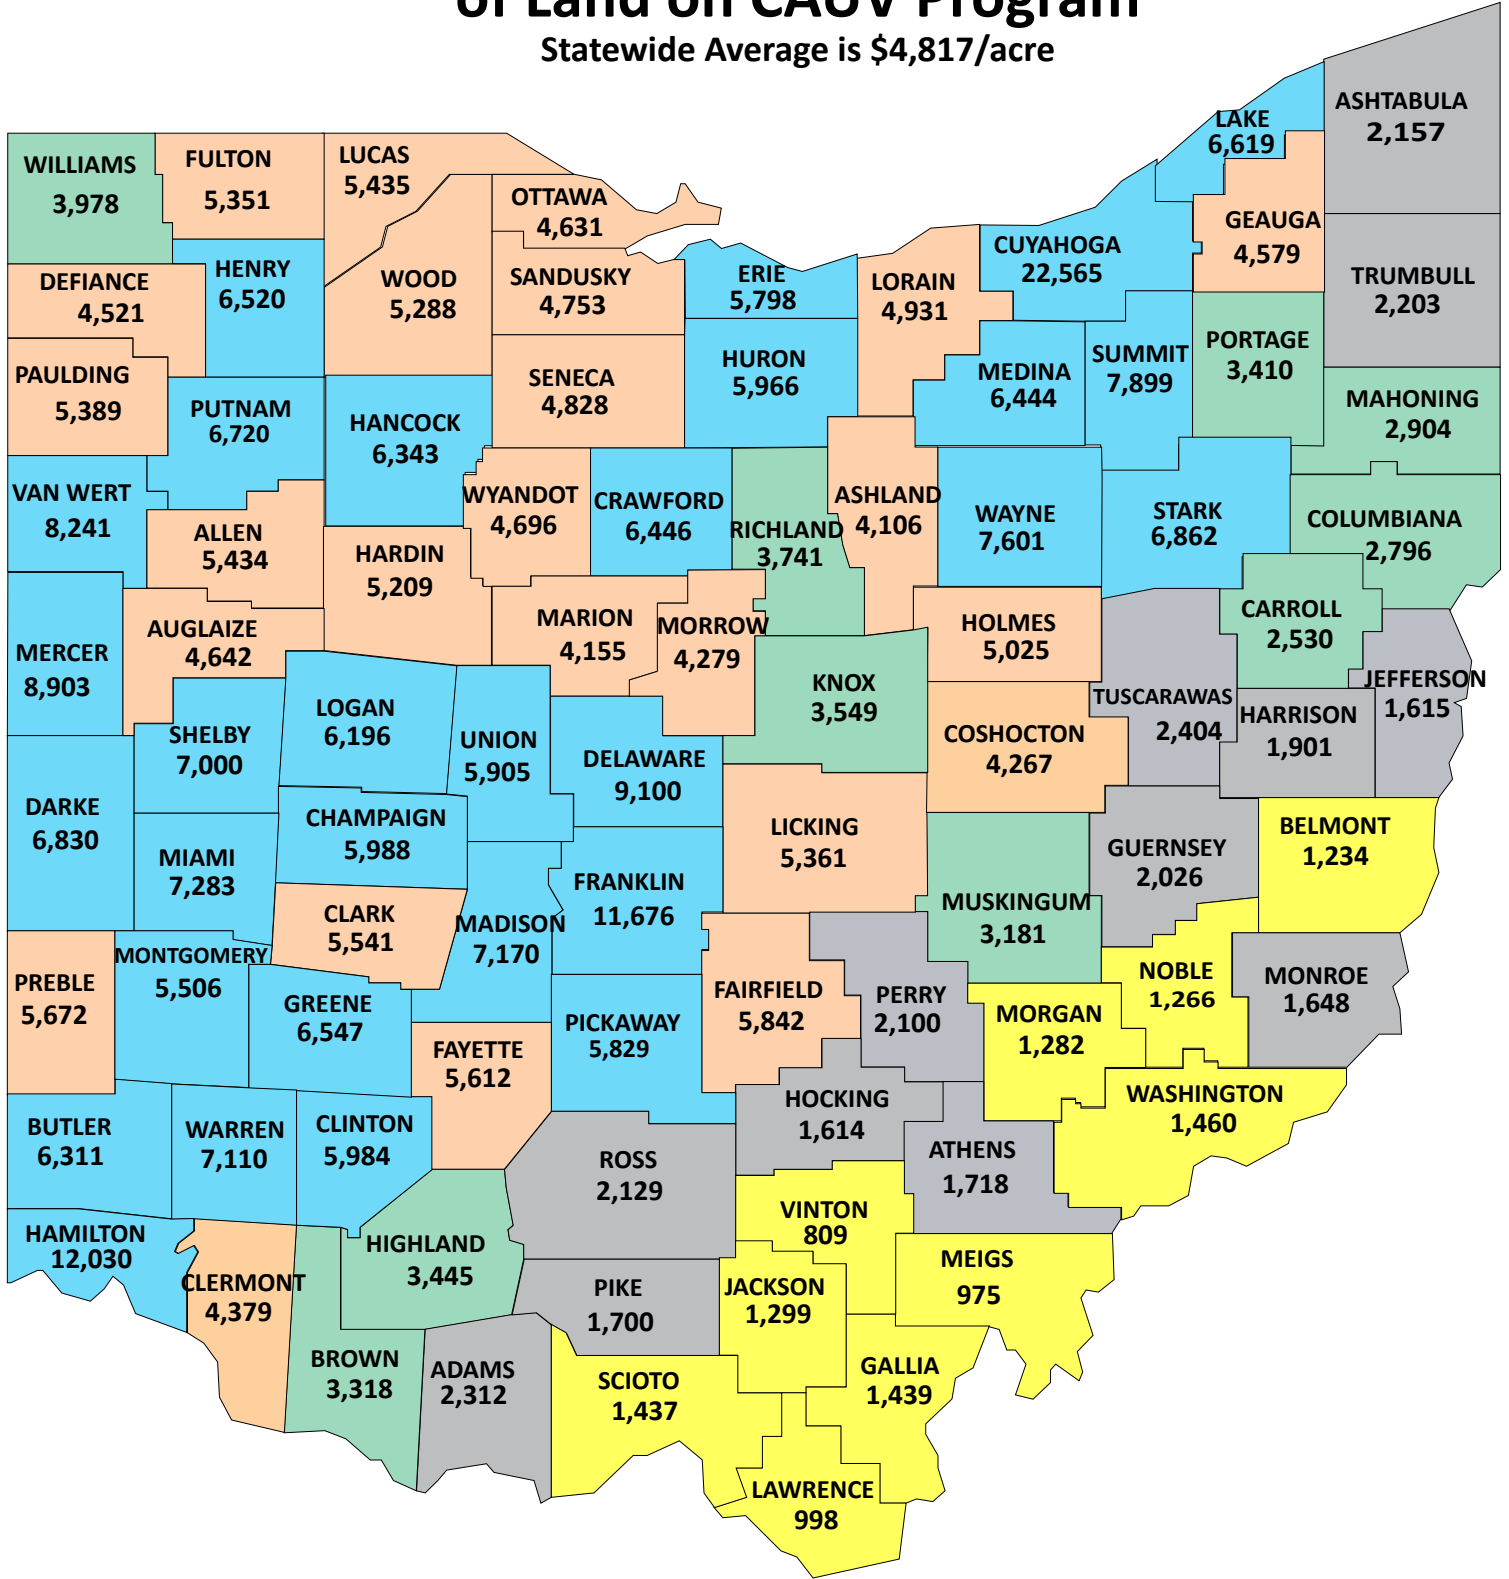 of Land on CAUV Program
Statewide Average is $4,817/acre
ASHTABULA
2,157
LAKE
6,619
WILLIAMS
3,978
FULTON
5,351
LUCAS
5,435
OTTAWA
4,631
GEAUGA
4,579
CUYAHOGA
22,565
DEFIANCE
4,521
HENRY
6,520
WOOD
5,288
SANDUSKY
4,753
ERIE
5,798
LORAIN
4,931
TRUMBULL
2,203
PAULDING
5,389
PUTNAM
6,720
HANCOCK
6,343
SENECA
4,828
HURON
5,966
MEDINA
6,444
SUMMIT
7,899
PORTAGE
3,410
MAHONING
2,904
VAN WERT
8,241
ALLEN
5,434
HARDIN
5,209
WYANDOT
4,696
CRAWFORD
6,446
RICHLAND
3,741
ASHLAND
4,106
WAYNE
7,601
STARK
6,862
COLUMBIANA
2,796
MERCER
8,903
AUGLAIZE
4,642
MARION
4,155
MORROW
4,279
HOLMES
5,025
CARROLL
2,530
JEFFERSON
1,615
SHELBY
7,000
LOGAN
6,196
UNION
5,905
DELAWARE
9,100
KNOX
3,549
COSHOCTON
4,267
TUSCARAWAS
2,404
HARRISON
1,901
DARKE
6,830
MIAMI
7,283
CHAMPAIGN
5,988
LICKING
5,361
GUERNSEY
2,026
BELMONT
1,234
CLARK
5,541
MADISON
7,170
FRANKLIN
11,676
MUSKINGUM
3,181
PREBLE
5,672
MONTGOMERY
5,506
GREENE
6,547
FAYETTE
5,612
PICKAWAY
5,829
FAIRFIELD
5,842
PERRY
2,100
MORGAN
1,282
NOBLE
1,266
MONROE
1,648
BUTLER
6,311
WARREN
7,110
CLINTON
5,984
ROSS
2,129
HOCKING
1,614
ATHENS
1,718
WASHINGTON
1,460
HAMILTON
12,030
CLERMONT
4,379
HIGHLAND
3,445
PIKE
1,700
VINTON
809
JACKSON
1,299
MEIGS
975
BROWN
3,318
ADAMS
2,312
SCIOTO
1,437
GALLIA
1,439
LAWRENCE
998